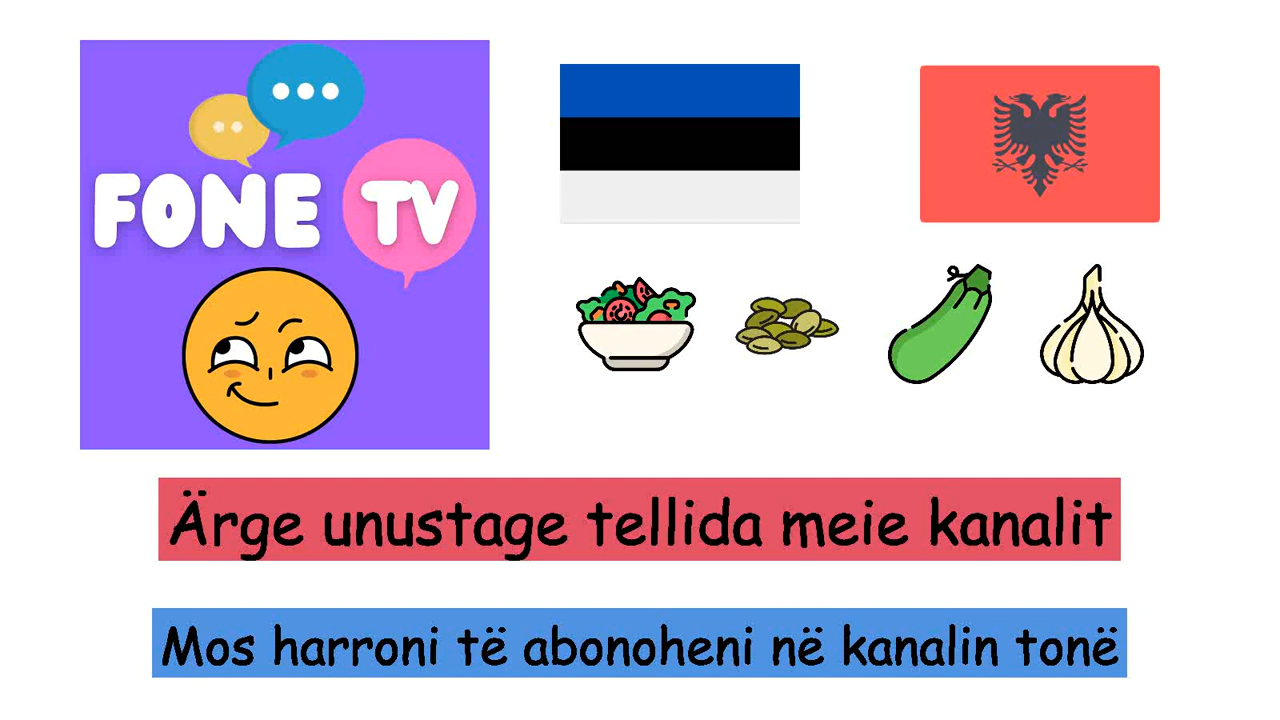 FONE TV
Ärge unustage tellida meie kanalit
Mos harroni të abonoheni në kanalin tonë